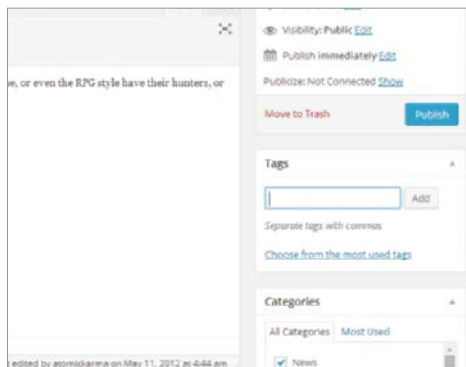 Visibility: Public Edit
Publish immediately Edit
Publicize: Not Connected Show
Move to Trash
Publish
e, or even the RPG style have their hunters, or
Tags
Add
Separate tags with commas
Choose from the most used tags
Categories
All Categories
Most Used
News
edited by atomickarma on May 11, 2012 at 4:44 am